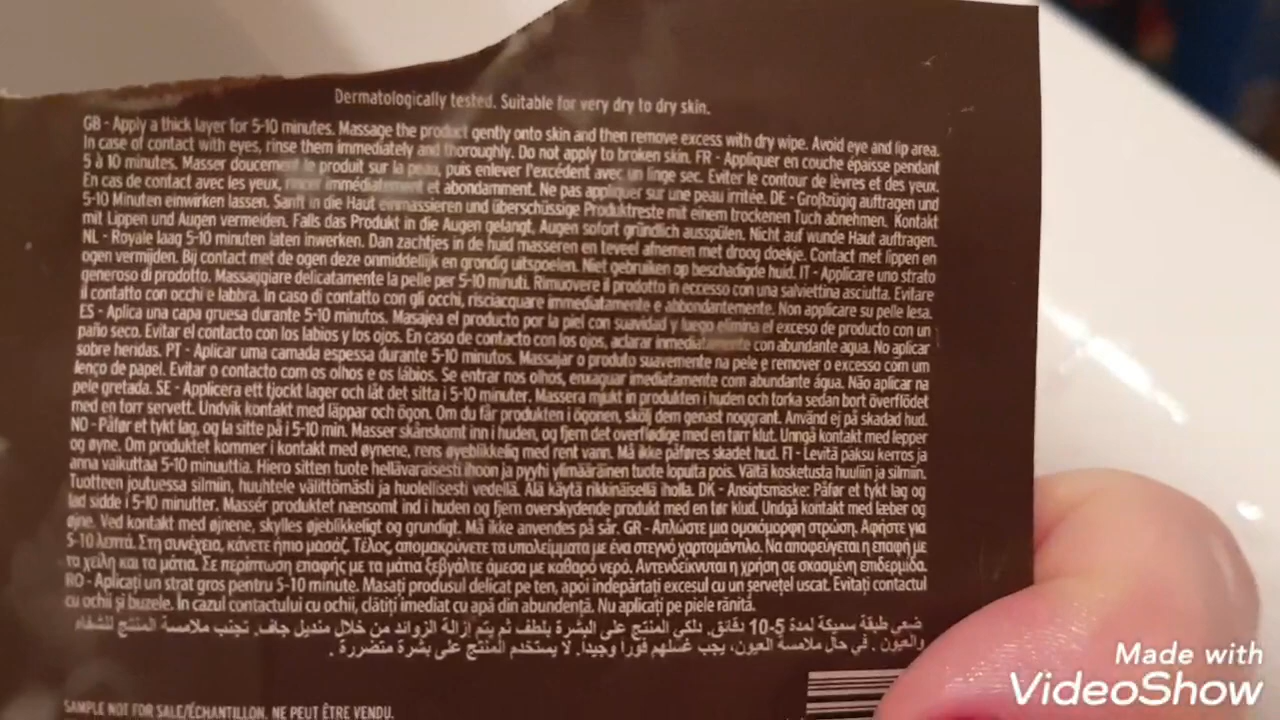 Dermatologically tested. Suitable for very dry to dry skin.
GB - Apply a thick layer for 5-10 minutes. Massage the product gently onto skin and then remove excess with dry wipe. Avoid eye and lip area.
In case of contact with eyes, rinse them immediately and thoroughly. Do not apply to broken skin. FR - Appliquer en couche épaisse pendant
5 à 10 minutes. Masser doucement le produit sur la peau, puis enlever l'excédent avec un linge sec. Eviter le contour de lèvres et des yeux.
En cas de contact avec les yeux, rincer immédiatement et abondamment. Ne pas appliquer sur une peau irritée. DE - Großzügig auftragen und
5-10 Minuten einwirken lassen. Sanft in die Haut einmassieren und überschüssige Produktreste mit einem trockenen Tuch abnehmen. Kontakt
mit Lippen und Augen vermeiden. Falls das Produkt in die Augen gelangt, Augen sofort gründlich ausspülen. Nicht auf wunde Haut auftragen.
NL - Royale laag 5-10 minuten laten inwerken. Dan zachtjes in de huid masseren en teveel afnemen met droog doekje. Contact met lippen en
ogen vermijden. Bij contact met de ogen deze onmiddellijk en grondig uitspoelen. Niet gebruiken op beschadigde huid. IT - Applicare uno strato
generoso di prodotto. Massaggiare delicatamente la pelle per 5-10 minuti. Rimuovere il prodotto in eccesso con una salviettina asciutta. Evitare
il contatto con occhi e labbra. In caso di contatto con gli occhi, risciacquare immediatamente e abbondantemente. Non applicare su pelle lesa.
ES - Aplica una capa gruesa durante 5-10 minutos. Masajea el producto por la piel con suavidad y luego elimina el exceso de producto con un
paño seco. Evitar el contacto con los labios y los ojos. En caso de contacto con los ojos, aclarar inmediatamente con abundante agua. No aplicar
sobre heridas. PT - Aplicar uma camada espessa durante 5-10 minutos. Massajar o produto suavemente na pele e remover o excesso com um
lenço de papel. Evitar o contacto com os olhos e os lábios. Se entrar nos olhos, enxaguar imediatamente com abundante água. Não aplicar na
pele gretada. SE - Applicera ett tjockt lager och låt det sitta i 5-10 minuter. Massera mjukt in produkten i huden och torka sedan bort överflödet
med en torr servett. Undvik kontakt med läppar och ögon. Om du får produkten i ögonen, skölj dem genast noggrant. Använd ej på skadad hud.
NO - Påfør et tykt lag, og la sitte på i 5-10 min. Masser skånskomt inn i huden, og fjern det overflødige med en tørr klut. Unngå kontakt med lepper
og øyne. Om produktet kommer i kontakt med øynene, rens øyeblikkelig med rent vann. Må ikke påføres skadet hud. FI - Levitä paksu kerros ja
anna vaikuttaa 5-10 minuuttia. Hiero sitten tuote hellävaraisesti ihoon ja pyyhi ylimääräinen tuote lopulta pois. Vältä kosketusta huuliin ja silmiin.
Tuotteen joutuessa silmiin, huuhtele välittömästi ja huolellisesti vedellä. Älä käytä rikkinäisellä iholla. DK - Ansigtsmaske: Påfør et tykt lag og
lad sidde i 5-10 minutter. Massér produktet nænsomt ind i huden og fjern overskydende produkt med en tør klud. Undgå kontakt med læber og
øjne. Ved kontakt med øjnene, skylles øjeblikkeligt og grundigt. Må ikke anvendes på sår. GR - Απλώστε μια ομοιόμορφη στρώση. Αφήστε για
5-10 λεπτά. Στη συνέχεια, κάνετε ήπιο μασάζ. Τέλος, απομακρύνετε τα υπολείμματα με ένα στεγνό χαρτομάντιλο. Να αποφεύγεται η επαφή με
τα χείλη και τα μάτια. Σε περίπτωση επαφής με τα μάτια ξεβγάλτε άμεσα με καθαρό νερό. Αντενδείκνυται η χρήση σε σκασμένη επιδερμίδα.
RO - Aplicați un strat gros pentru 5-10 minute. Masați produsul delicat pe ten, apoi îndepărtați excesul cu un șervețel uscat. Evitați contactul
cu ochii și buzele. În cazul contactului cu ochii, clătiți imediat cu apă din abundență. Nu aplicați pe piele rănită.
ضعي طبقة سميكة لمدة 5-10 دقائق. دلكي المنتج على البشرة بلطف ثم يتم إزالة الزوائد من خلال منديل جاف. تجنب ملامسة المنتج للشفاه
والعيون . في حال ملامسة العيون، يجب غسلهم فورا وجيدا. لا يستخدم المنتج على بشرة متضررة .
SAMPLE NOT FOR SALE/ÉCHANTILLON. NE PEUT ÊTRE VENDU.
Made with
VideoShow